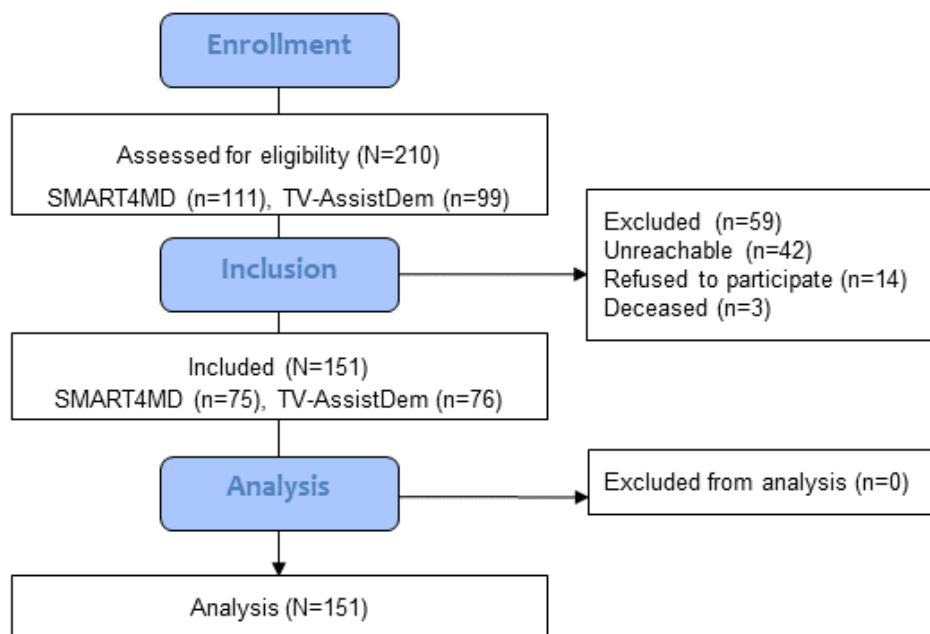 Enrollment
Assessed for eligibility (N=210)
SMART4MD (n=111), TV-AssistDem (n=99)
Excluded (n=59)
Unreachable (n=42)
Refused to participate (n=14)
Deceased (n=3)
Inclusion
Included (N=151)
SMART4MD (n=75), TV-AssistDem (n=76)
Analysis
Excluded from analysis (n=0)
Analysis (N=151)